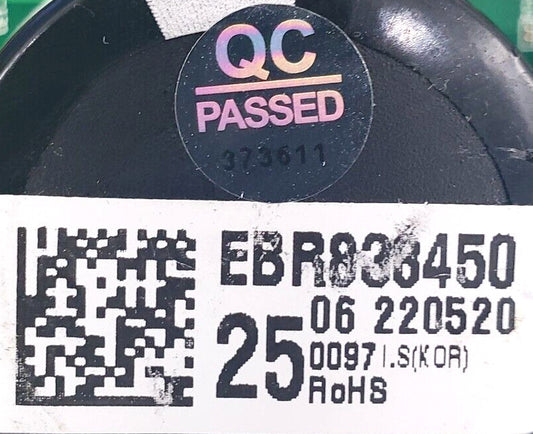 QC
PASSED
373611
EBR838450
06 220520
25
0097 I.S(KOR)
RoHS